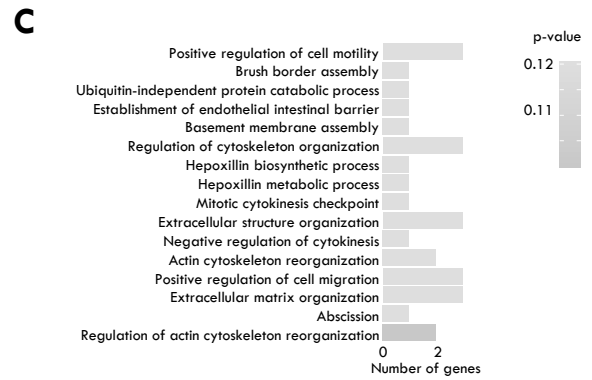 C
p-value
0.12
0.11
Positive regulation of cell motility
Brush border assembly
Ubiquitin-independent protein catabolic process
Establishment of endothelial intestinal barrier
Basement membrane assembly
Regulation of cytoskeleton organization
Hepoxillin biosynthetic process
Hepoxillin metabolic process
Mitotic cytokinesis checkpoint
Extracellular structure organization
Negative regulation of cytokinesis
Actin cytoskeleton reorganization
Positive regulation of cell migration
Extracellular matrix organization
Abscission
Regulation of actin cytoskeleton reorganization
0 2
Number of genes